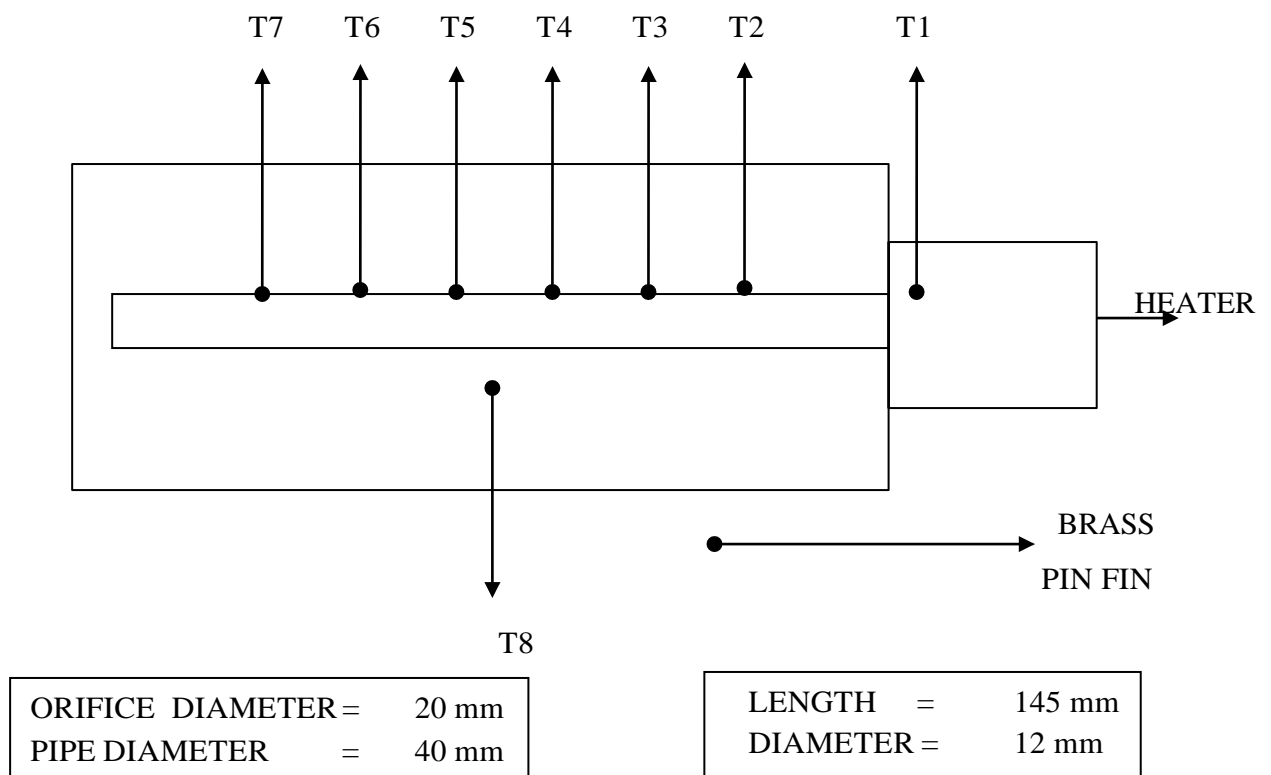 T7 T6 T5 T4 T3 T2 T1
HEATER
BRASS
PIN FIN
T8
ORIFICE DIAMETER = 20 mm
PIPE DIAMETER = 40 mm
LENGTH = 145 mm
DIAMETER = 12 mm